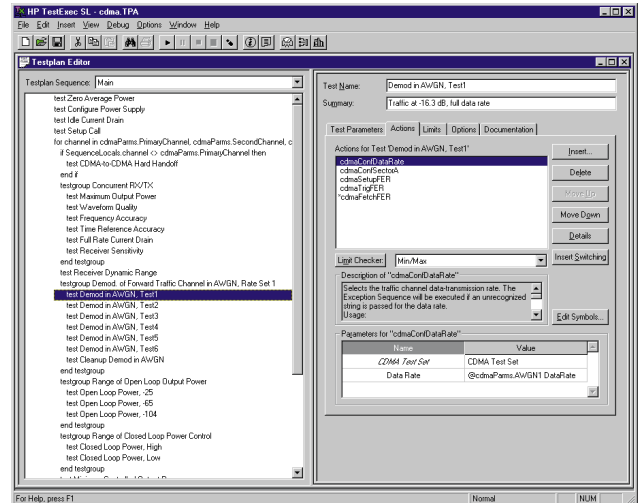 HP TestExec SL - cdma.TPA
File Edit Insert View Debug Options Window Help
Testplan Editor
Testplan Sequence: Main
test Zero Average Power
test Configure Power Supply
test Idle Current Drain
test Setup Call
for channel in cdmaParms.PrimaryChannel, cdmaParms.SecondChannel, c
if SequenceLocals.channel <> cdmaParms.PrimaryChannel then
test CDMA-to-CDMA Hard Handoff
end if
testgroup Concurrent RX/TX
test Maximum Output Power
test Waveform Quality
test Frequency Accuracy
test Time Reference Accuracy
test Full Rate Current Drain
test Receiver Sensitivity
end testgroup
test Receiver Dynamic Range
testgroup Demod. of Forward Traffic Channel in AWGN, Rate Set 1
test Demod in AWGN, Test1
test Demod in AWGN, Test2
test Demod in AWGN, Test3
test Demod in AWGN, Test4
test Demod in AWGN, Test5
test Demod in AWGN, Test6
test Cleanup Demod in AWGN
end testgroup
testgroup Range of Open Loop Output Power
test Open Loop Power, -25
test Open Loop Power, -65
test Open Loop Power, -104
end testgroup
testgroup Range of Closed Loop Power Control
test Closed Loop Power, High
test Closed Loop Power, Low
end testgroup
Test Name: Demod in AWGN, Test1
Summary: Traffic at -16.3 dB, full data rate
Test Parameters Actions Limits Options Documentation
Actions for Test 'Demod in AWGN, Test1'
cdmaConfDataRate
cdmaConfSectorA
cdmaSetupFER
cdmaTrigFER
*cdmaFetchFER
Insert...
Delete
Move Up
Move Down
Details
Insert Switching
Limit Checker: Min/Max
Description of "cdmaConfDataRate"
Selects the traffic channel data-transmission rate. The
Exception Sequence will be executed if an unrecognized
string is passed for the data rate.
Usage:
Edit Symbols...
Parameters for "cdmaConfDataRate"
Name Value
CDMA Test Set CDMA Test Set
Data Rate @cdmaParms.AWGN1 DataRate
For Help, press F1
Normal NUM